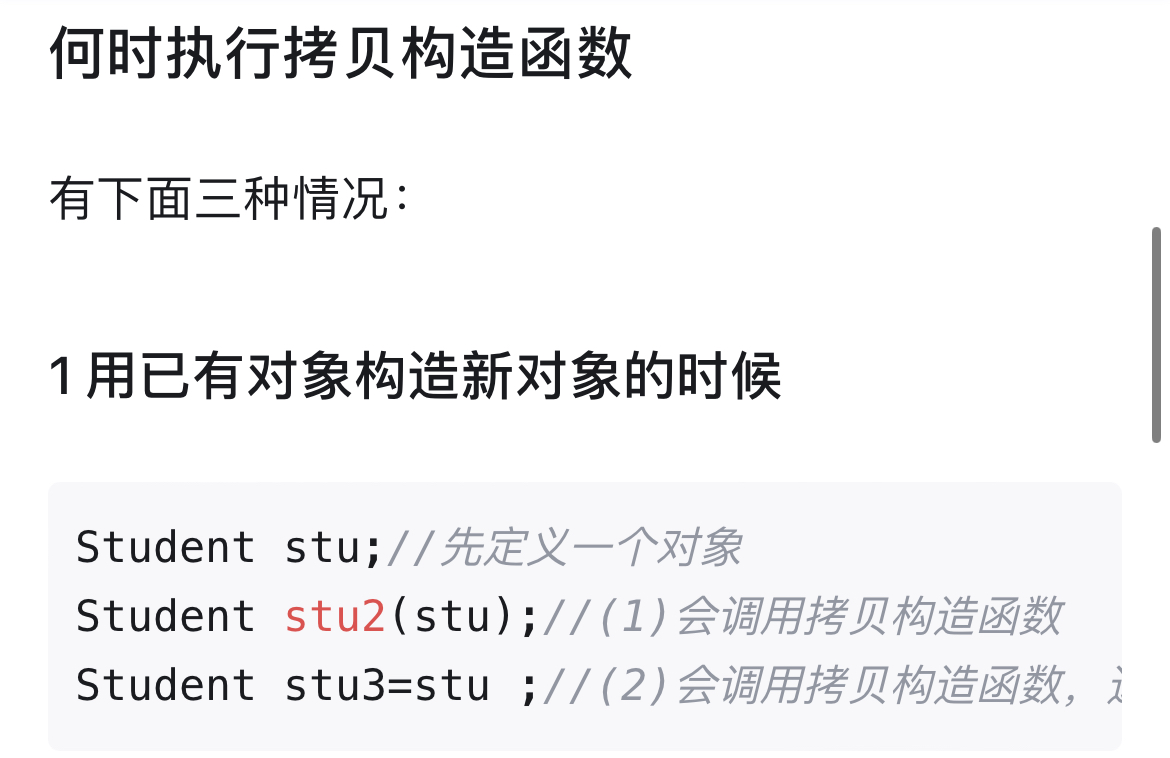 何时执行拷贝构造函数
有下面三种情况：
1 用已有对象构造新对象的时候
Student stu;//先定义一个对象
Student stu2(stu);//(1)会调用拷贝构造函数
Student stu3=stu ;//(2)会调用拷贝构造函数，